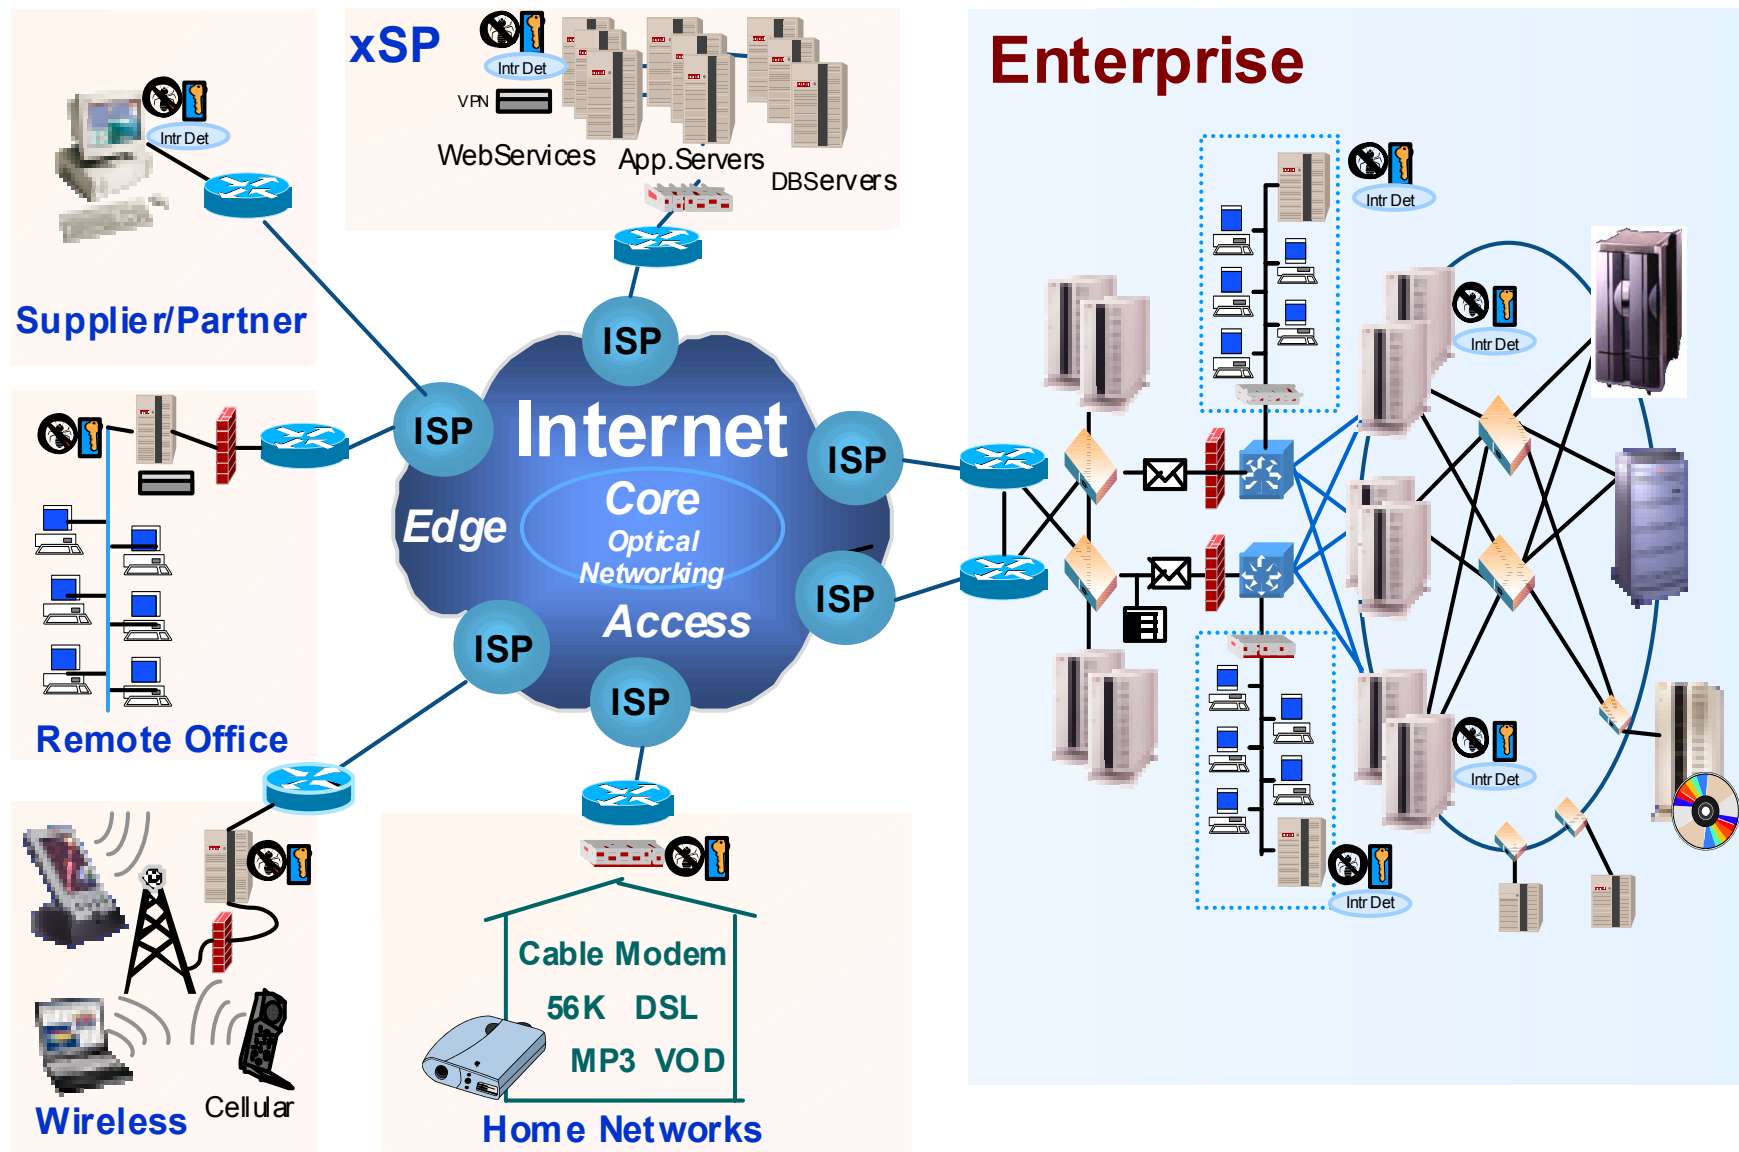 xSP
Intr Det
VPN
WebServices
App.Servers
DBServers
Enterprise
Intr Det
Supplier/Partner
Intr Det
Intr Det
ISP
ISP
Internet
ISP
Core
Optical
Networking
Edge
Access
ISP
ISP
ISP
Remote Office
Intr Det
Intr Det
Cable Modem
56K DSL
MP3 VOD
Home Networks
Cellular
Wireless